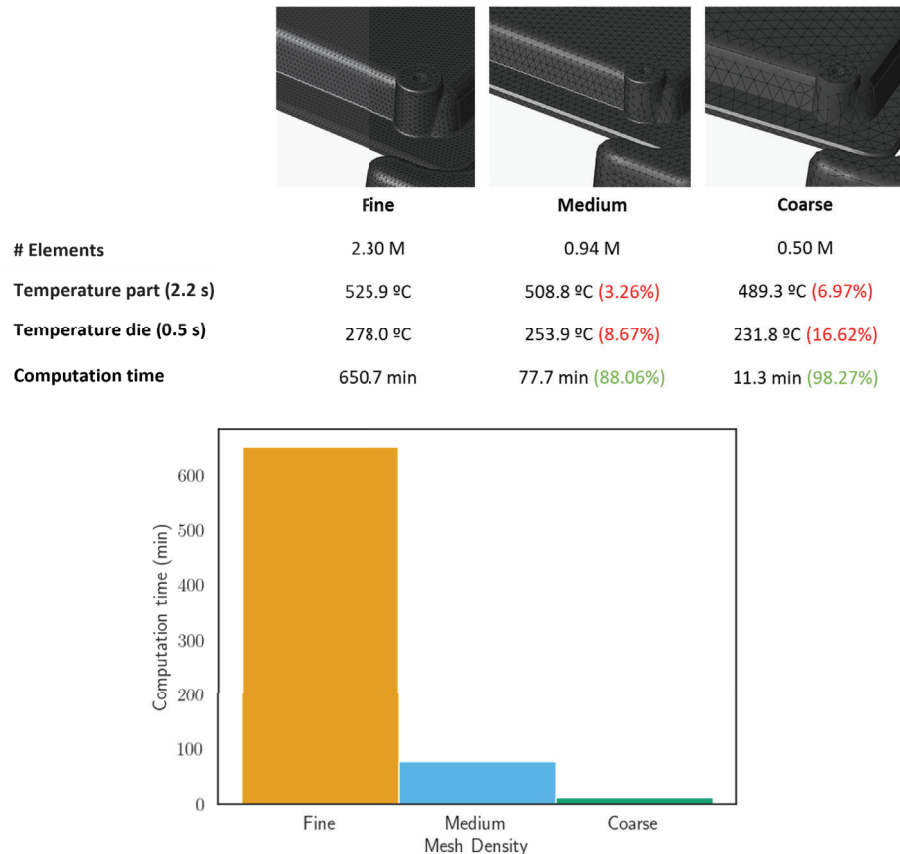 Fine Medium Coarse
# Elements 2.30 M 0.94 M 0.50 M
Temperature part (2.2 s) 525.9 ºC 508.8 ºC (3.26%) 489.3 ºC (6.97%)
Temperature die (0.5 s) 278.0 ºC 253.9 ºC (8.67%) 231.8 ºC (16.62%)
Computation time 650.7 min 77.7 min (88.06%) 11.3 min (98.27%)
Computation time (min)
600
500
400
300
200
100
0
Fine Medium Coarse
Mesh Density